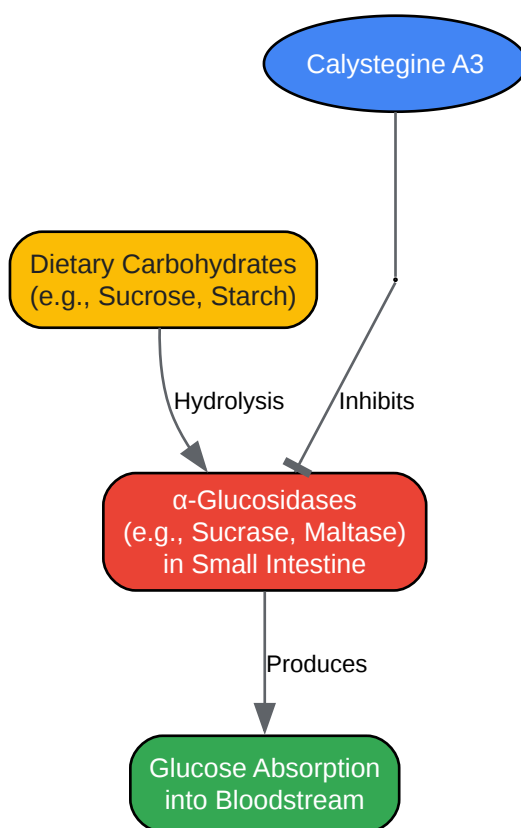 Calystegine A3
Dietary Carbohydrates
(e.g., Sucrose, Starch)
Hydrolysis
Inhibits
α-Glucosidases
(e.g., Sucrase, Maltase)
in Small Intestine
Produces
Glucose Absorption
into Bloodstream